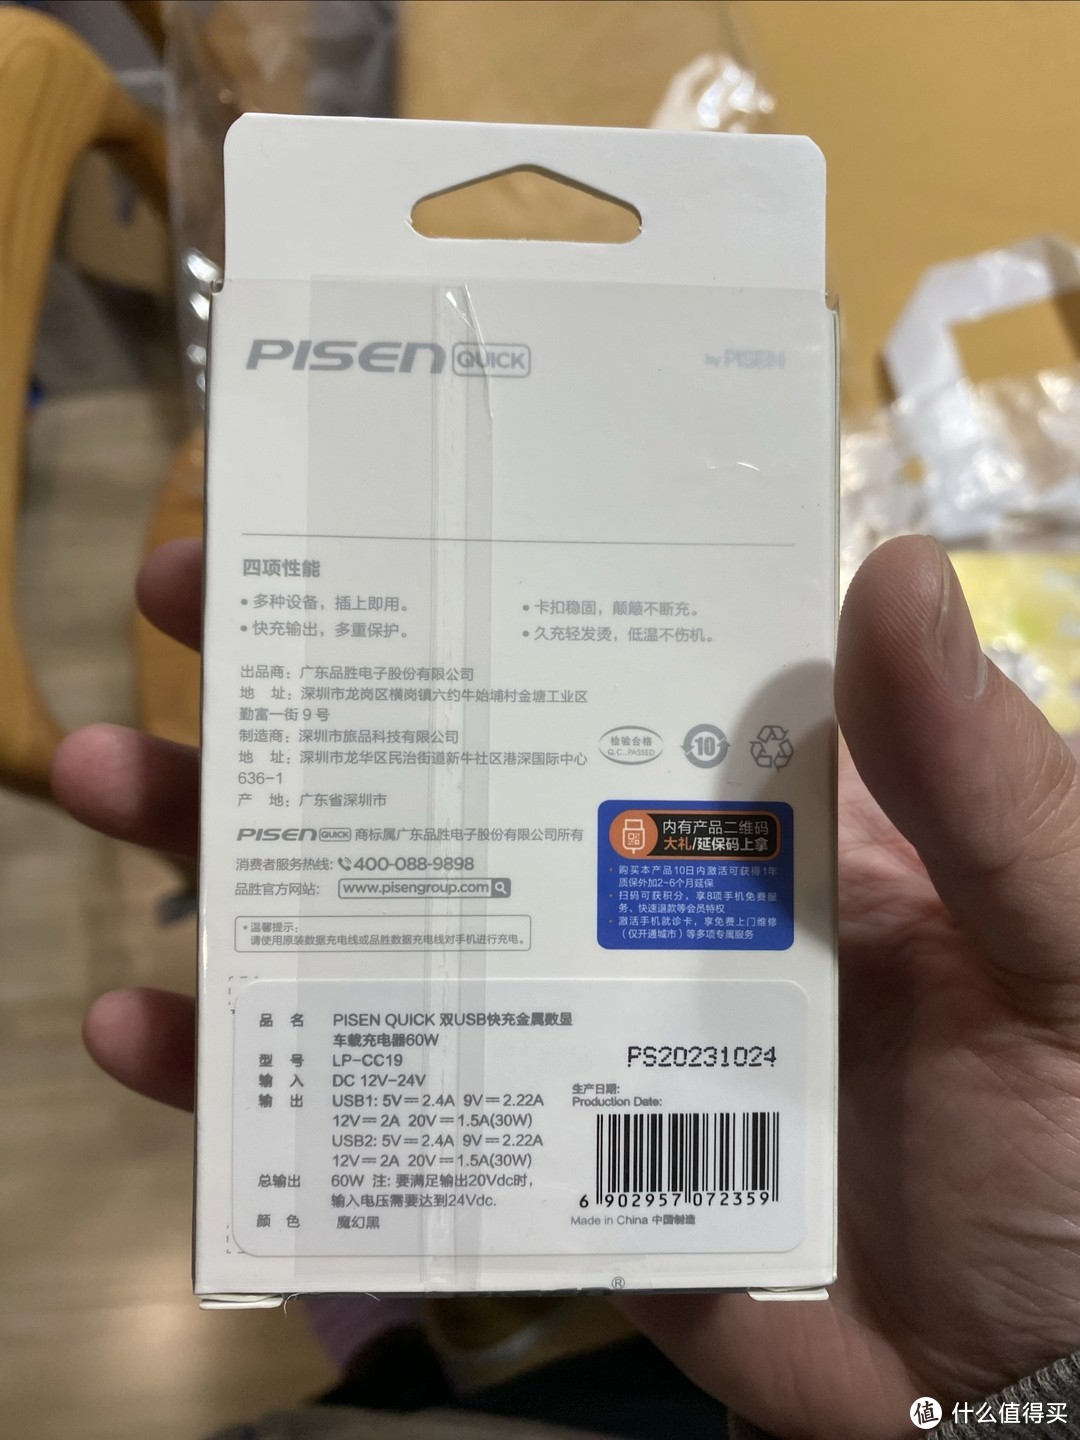 PISEN QUICK
by PISEN
四项性能
• 多种设备，插上即用。
• 快充输出，多重保护。
• 卡扣稳固，颠簸不断充。
• 久充轻发烫，低温不伤机。
出品商：广东品胜电子股份有限公司
地 址：深圳市龙岗区横岗镇六约牛始埔村金塘工业区
勤富一街9号
制造商：深圳市旅品科技有限公司
地 址：深圳市龙华区民治街道新牛社区港深国际中心
636-1
产 地：广东省深圳市
检验合格
Q.C. PASSED
10
PISEN QUICK 商标属广东品胜电子股份有限公司所有
消费者服务热线：400-088-9898
品胜官方网站： www.pisengroup.com
• 温馨提示：
请使用原装数据充电线或品胜数据充电线对手机进行充电。
内有产品二维码
大礼/延保码上拿
• 购买本产品10日内激活可获得1年
质保外加2-6个月延保
• 扫码可获积分，享8项手机免费服
务、快速退款等会员特权
• 激活手机就诊卡，享免费上门维修
（仅开通城市）等多项专属服务
品 名 PISEN QUICK 双USB快充金属数显
车载充电器60W
型 号 LP-CC19
输 入 DC 12V-24V
输 出 USB1: 5V⎓2.4A 9V⎓2.22A
12V⎓2A 20V⎓1.5A(30W)
USB2: 5V⎓2.4A 9V⎓2.22A
12V⎓2A 20V⎓1.5A(30W)
总输出 60W 注: 要满足输出20Vdc时,
输入电压需要达到24Vdc.
颜 色 魔幻黑
PS20231024
生产日期:
Production Date:
6 902957 072359
Made in China 中国制造
®
值 什么值得买